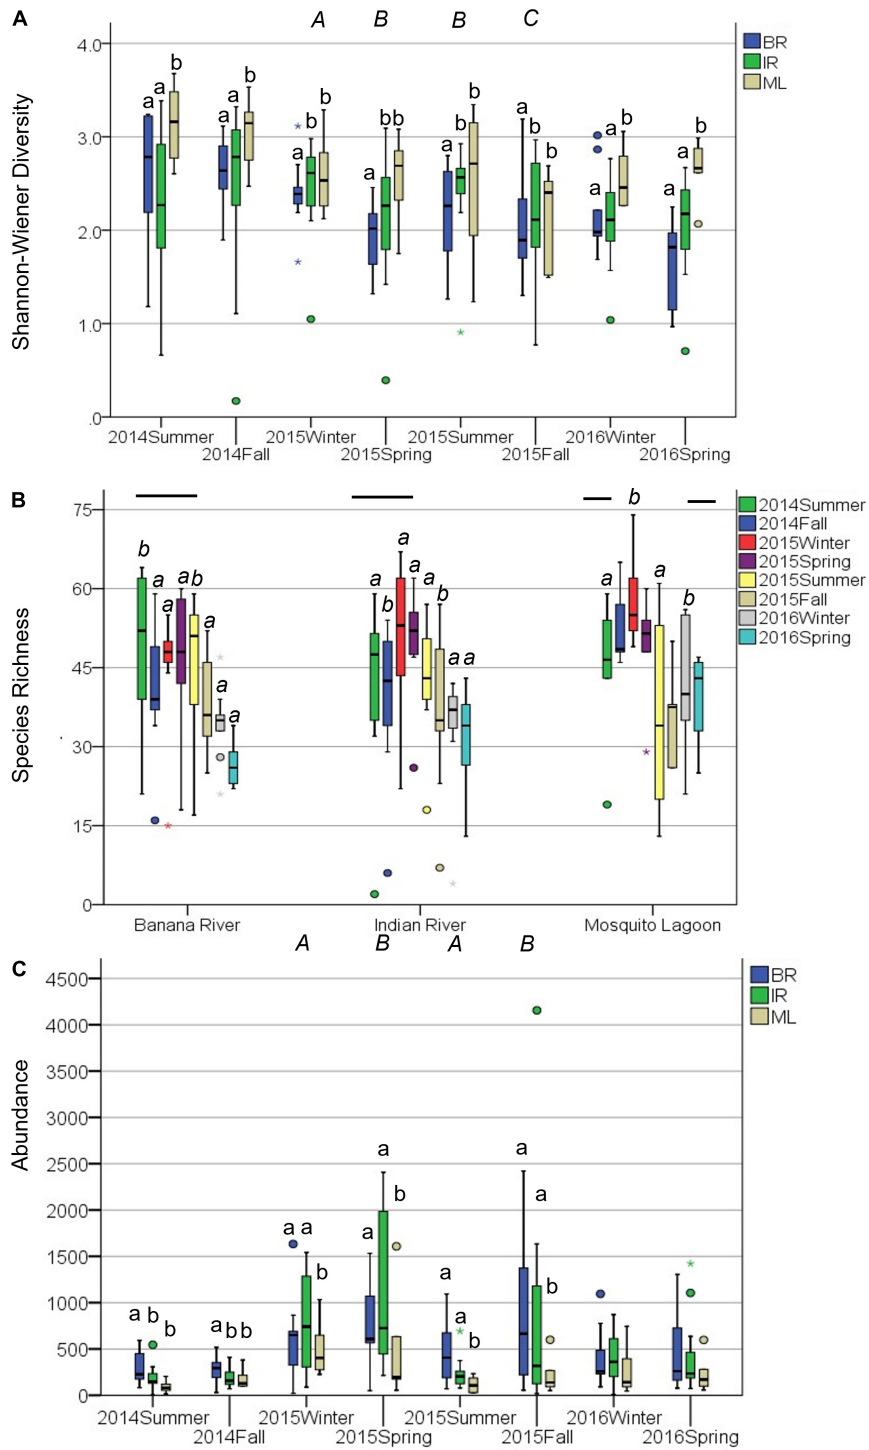 A
A B B C
Shannon-Wiener Diversity
4.0
3.0
2.0
1.0
.0
a a b
a a b
a b b
a b b
a b b
a b b
a a b
a a b
2014Summer
2014Fall
2015Winter
2015Spring
2015Summer
2015Fall
2016Winter
2016Spring
BR
IR
ML
B
Species Richness
75
60
45
30
15
0
b a a a b a a a
a b a a a b a a
a b a b
Banana River
Indian River
Mosquito Lagoon
2014Summer
2014Fall
2015Winter
2015Spring
2015Summer
2015Fall
2016Winter
2016Spring
C
A B A B
Abundance
4500
4000
3500
3000
2500
2000
1500
1000
500
0
a b b
a b b
a a b
a a b
a a b
a a b
2014Summer
2014Fall
2015Winter
2015Spring
2015Summer
2015Fall
2016Winter
2016Spring
BR
IR
ML